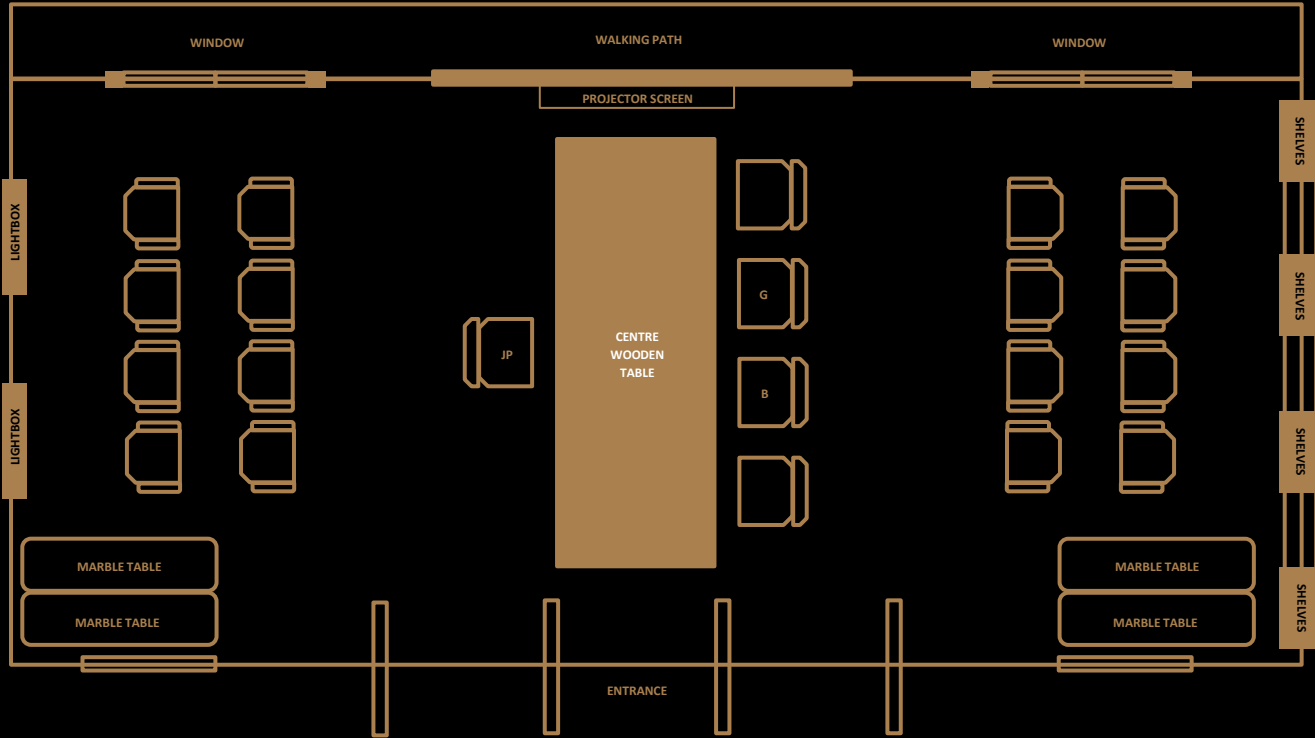 WINDOW
WALKING PATH
WINDOW
PROJECTOR SCREEN
SHELVES
LIGHTBOX
SHELVES
G
CENTRE
WOODEN
TABLE
JP
B
LIGHTBOX
SHELVES
MARBLE TABLE
MARBLE TABLE
SHELVES
MARBLE TABLE
MARBLE TABLE
ENTRANCE